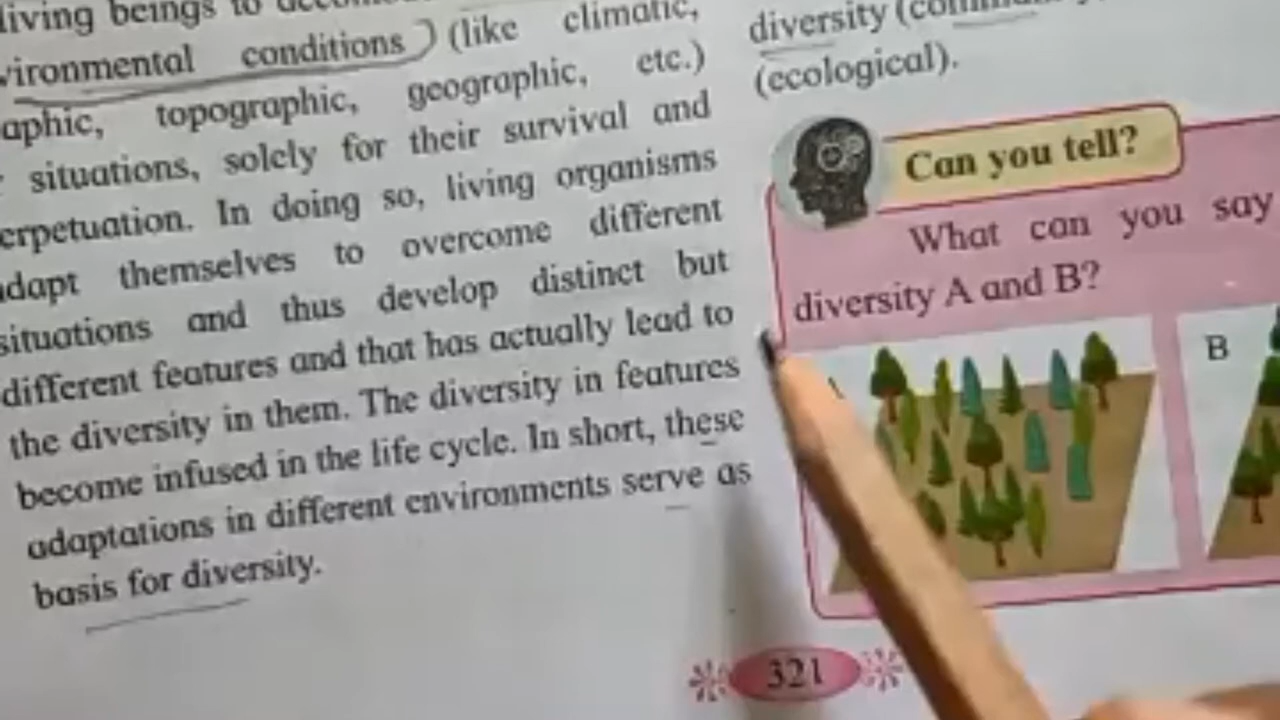 living beings to
vironmental conditions (like climatic,
aphic, topographic, geographic, etc.)
situations, solely for their survival and
erpetuation. In doing so, living organisms
adapt themselves to overcome different
situations and thus develop distinct but
different features and that has actually lead to
the diversity in them. The diversity in features
become infused in the life cycle. In short, these
adaptations in different environments serve as
basis for diversity.
diversity
(ecological).
Can you tell?
What can you say
diversity A and B?
B
321